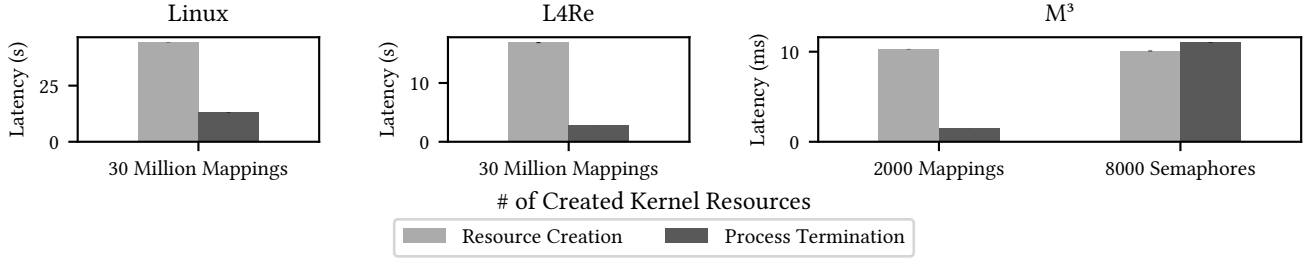 Linux
Latency (s)
25
0
30 Million Mappings
L4Re
Latency (s)
10
0
30 Million Mappings
M³
Latency (ms)
10
0
2000 Mappings
8000 Semaphores
# of Created Kernel Resources
Resource Creation
Process Termination